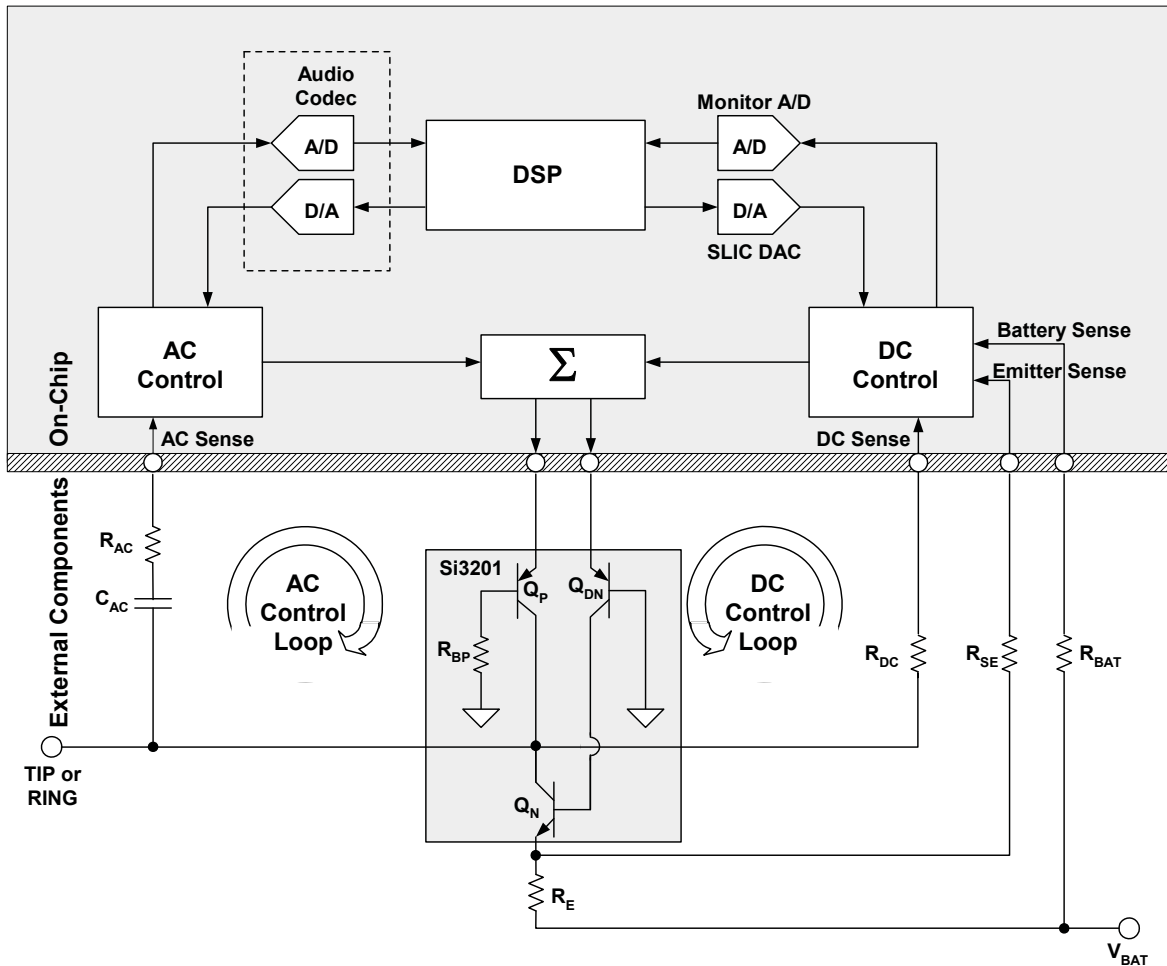 Audio
Codec
Monitor A/D
A/D
A/D
DSP
D/A
D/A
SLIC DAC
AC
Control
Σ
DC
Control
Battery Sense
Emitter Sense
On-Chip
AC Sense
DC Sense
External Components
R_AC
C_AC
AC
Control
Loop
Si3201
Q_P
Q_DN
R_BP
DC
Control
Loop
R_DC
R_SE
R_BAT
TIP or
RING
Q_N
R_E
V_BAT